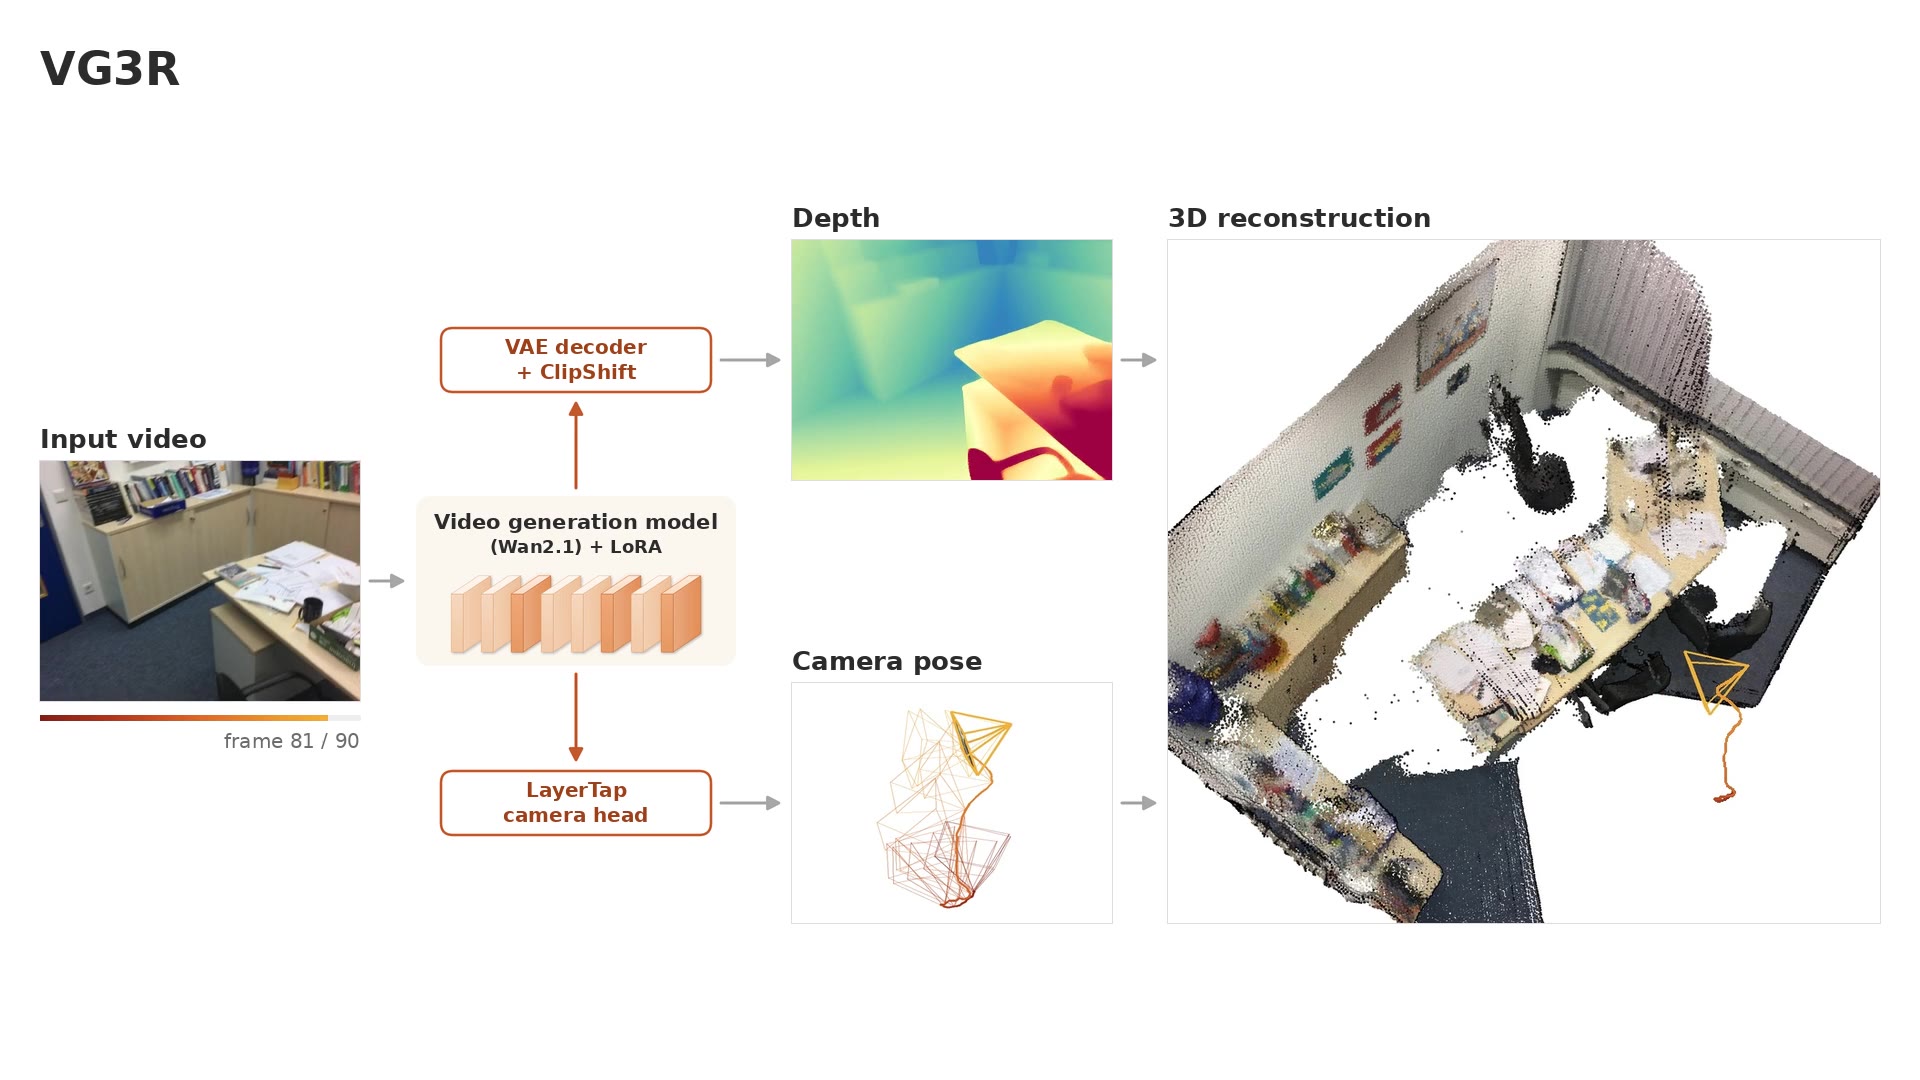 VG3R
Input video
frame 81 / 90
VAE decoder
+ ClipShift
Video generation model
(Wan2.1) + LoRA
LayerTap
camera head
Depth
Camera pose
3D reconstruction